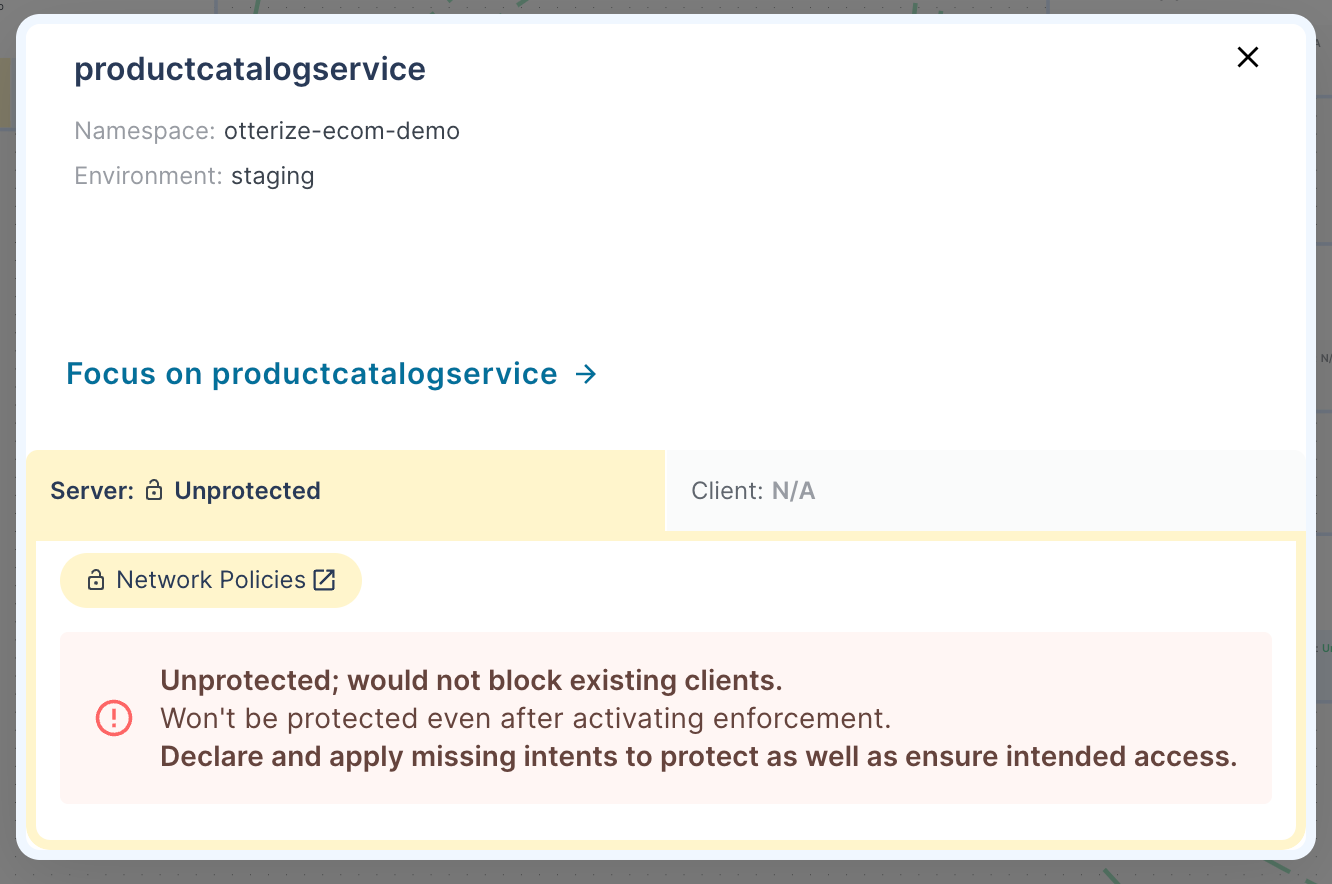 productcatalogservice
Namespace: otterize-ecom-demo
Environment: staging
Focus on productcatalogservice →
Server: Unprotected
Client: N/A
Network Policies
Unprotected; would not block existing clients.
Won't be protected even after activating enforcement.
Declare and apply missing intents to protect as well as ensure intended access.